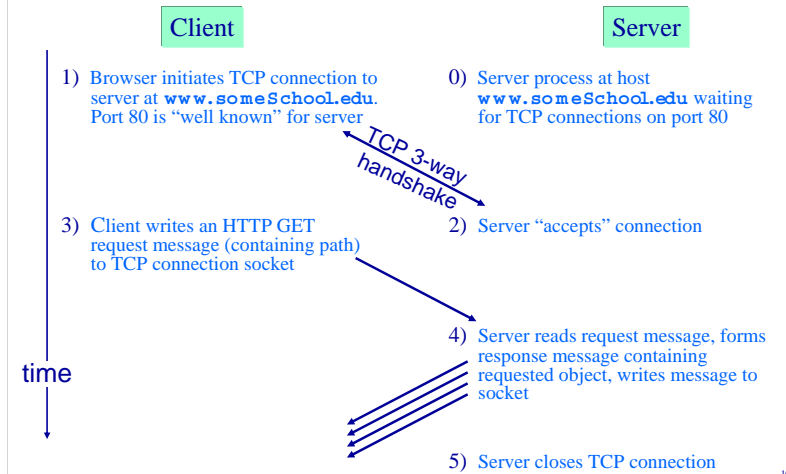 Client
Server
1) Browser initiates TCP connection to
server at www.someSchool.edu.
Port 80 is “well known” for server
0) Server process at host
www.someSchool.edu waiting
for TCP connections on port 80
TCP 3-way
handshake
3) Client writes an HTTP GET
request message (containing path)
to TCP connection socket
2) Server “accepts” connection
4) Server reads request message, forms
response message containing
requested object, writes message to
socket
time
5) Server closes TCP connection